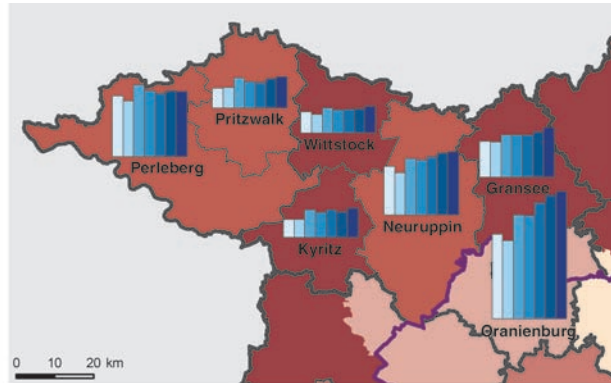 Pritzwalk
Wittstock
Perleberg
Gransee
Neuruppin
Kyritz
Oranienburg
0 10 20 km